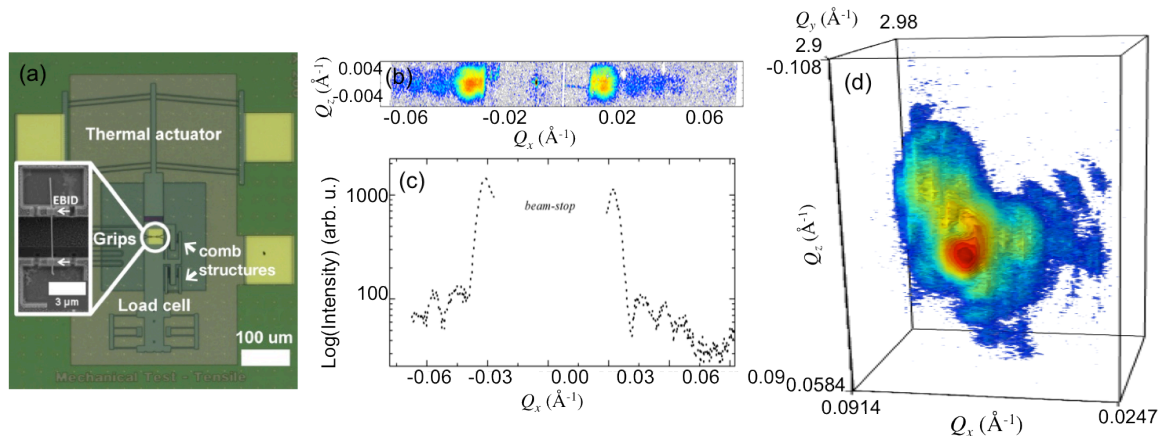 (a)
Thermal actuator
EBID
Grips
3 µm
comb
structures
Load cell
100 um
Mechanical Test - Tensile
(b)
Qz (Å-1)
0.004
-0.004
-0.06
-0.02
0.02
0.06
Qx (Å-1)
(c)
Log(Intensity) (arb. u.)
1000
100
beam-stop
-0.06
-0.03
0.00
0.03
0.09
Qx (Å-1)
(d)
Qy (Å-1)
2.98
2.9
-0.108
Qz (Å-1)
0.0584
0.0914
0.0247
Qx (Å-1)